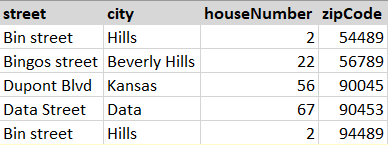 street city houseNumber zipCode
Bin street Hills 2 54489
Bingos street Beverly Hills 22 56789
Dupont Blvd Kansas 56 90045
Data Street Data 67 90453
Bin street Hills 2 94489